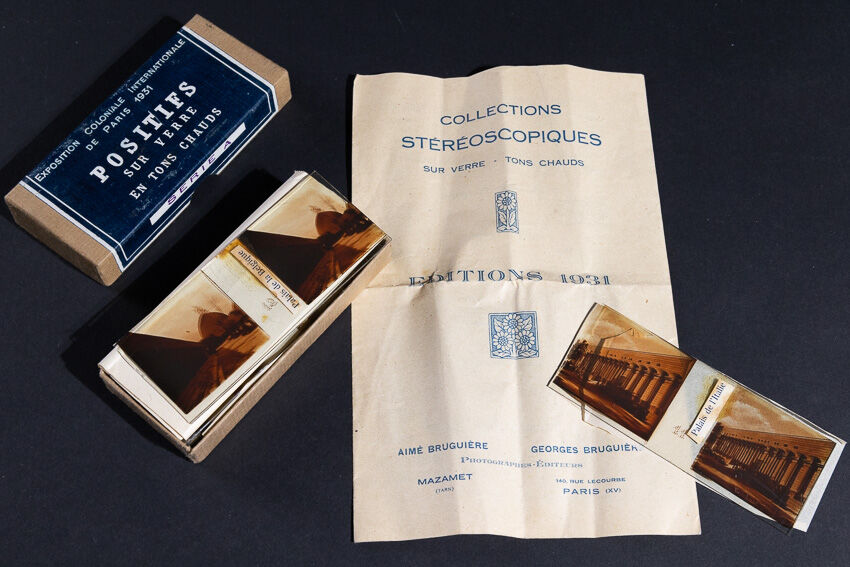 EXPOSITION COLONIALE INTERNATIONALE
DE PARIS 1931
POSITIFS
SUR VERRE
EN TONS CHAUDS
SÉRIE A
Palais de la Belgique
COLLECTIONS
STÉRÉOSCOPIQUES
SUR VERRE - TONS CHAUDS
EDITIONS 1931
AIMÉ BRUGUIÈRE GEORGES BRUGUIÈR
PHOTOGRAPHES-ÉDITEURS
MAZAMET 140, RUE LECOURBE
(TARN) PARIS (XV)
Palais de l'Italie